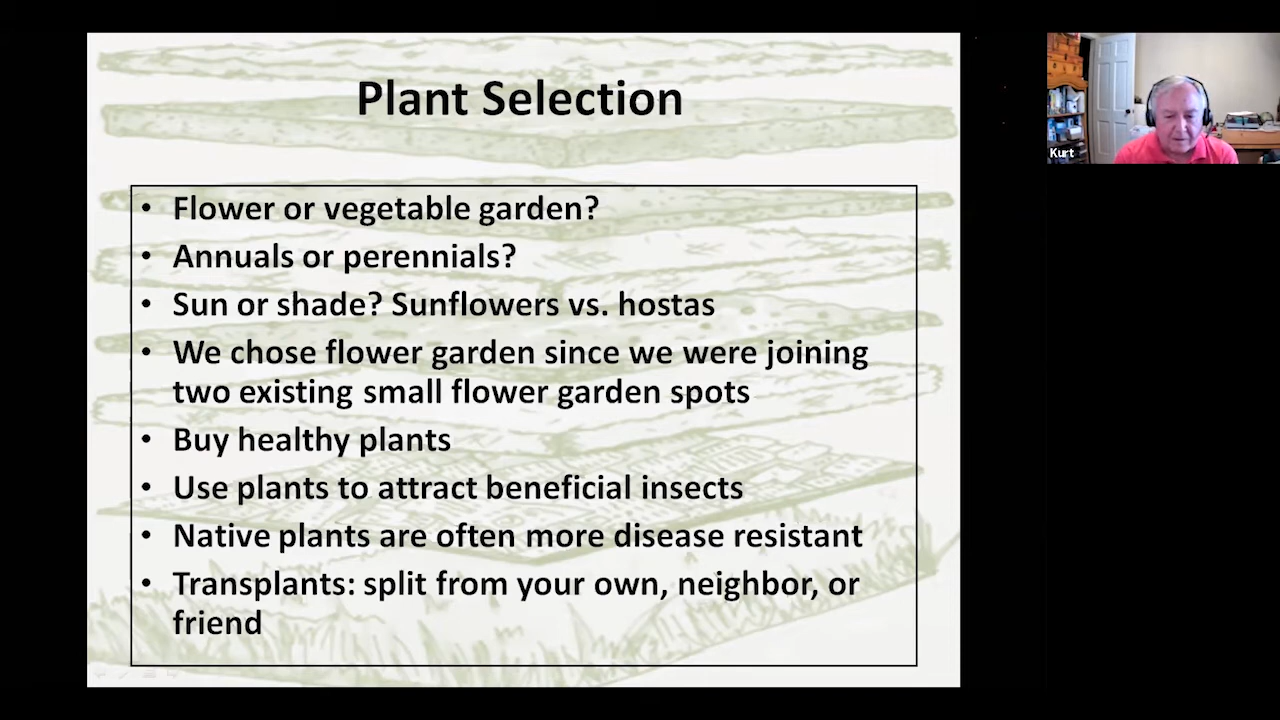 Plant Selection
• Flower or vegetable garden?
• Annuals or perennials?
• Sun or shade? Sunflowers vs. hostas
• We chose flower garden since we were joining
two existing small flower garden spots
• Buy healthy plants
• Use plants to attract beneficial insects
• Native plants are often more disease resistant
• Transplants: split from your own, neighbor, or
friend
Kurt